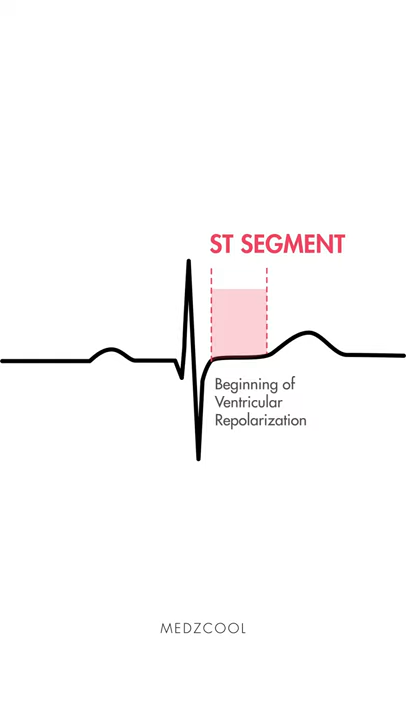 ST SEGMENT
Beginning of
Ventricular
Repolarization
MEDZCOOL